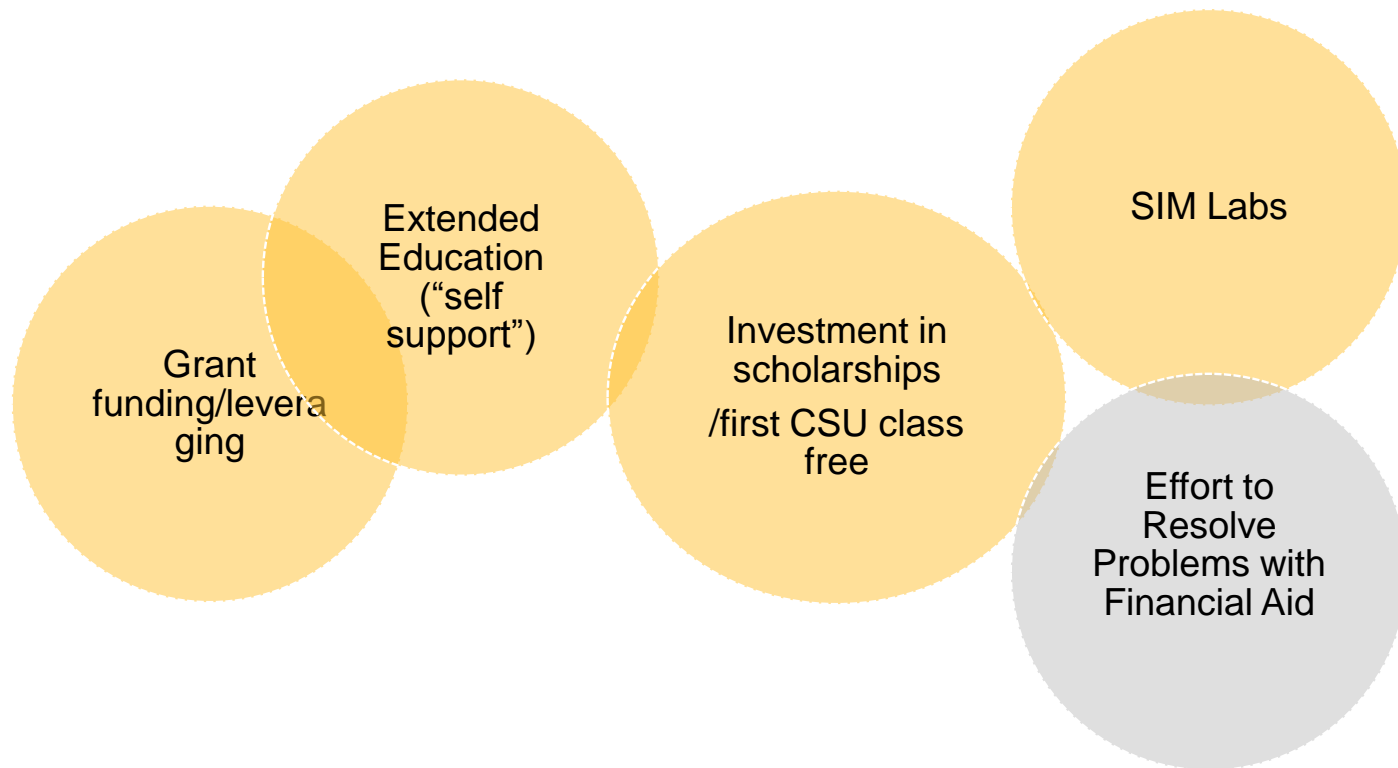 Grant
funding/levera
ging
Extended
Education
(“self
support”)
Investment in
scholarships
/first CSU class
free
SIM Labs
Effort to
Resolve
Problems with
Financial Aid